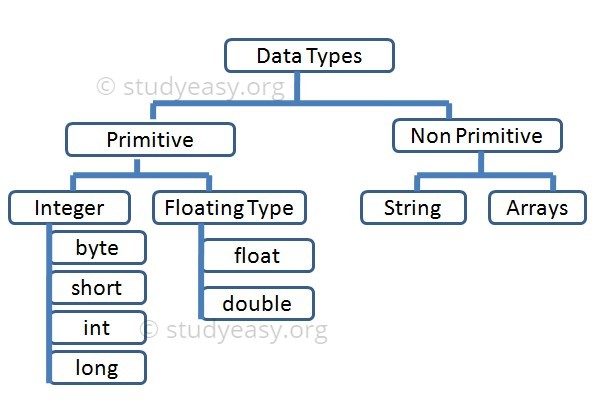 Data Types
© studyeasy.org
Primitive
Non Primitive
Integer
Floating Type
String
Arrays
byte
float
short
double
int
© studyeasy.org
long